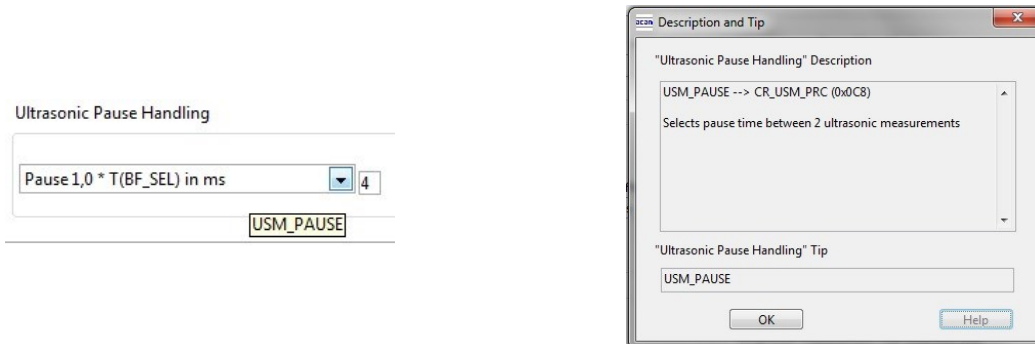 Ultrasonic Pause Handling
Pause 1,0 * T(BF_SEL) in ms
4
USM_PAUSE
acam Description and Tip
"Ultrasonic Pause Handling" Description
USM_PAUSE --> CR_USM_PRC (0x0C8)
Selects pause time between 2 ultrasonic measurements
"Ultrasonic Pause Handling" Tip
USM_PAUSE
OK
Help